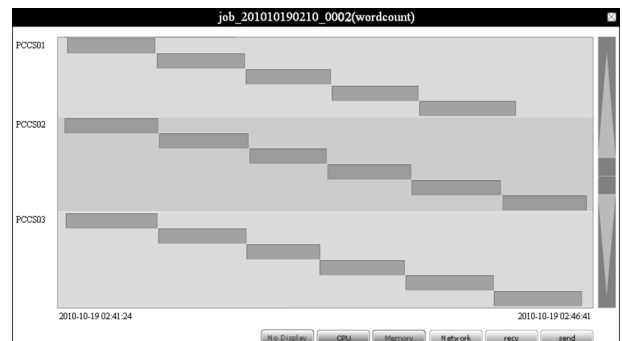 job_201010190210_0002(wordcount)
PCCS01
PCCS02
PCCS03
2010-10-19 02:41:24 2010-10-19 02:46:41
No Display CPU Memory Network recv send